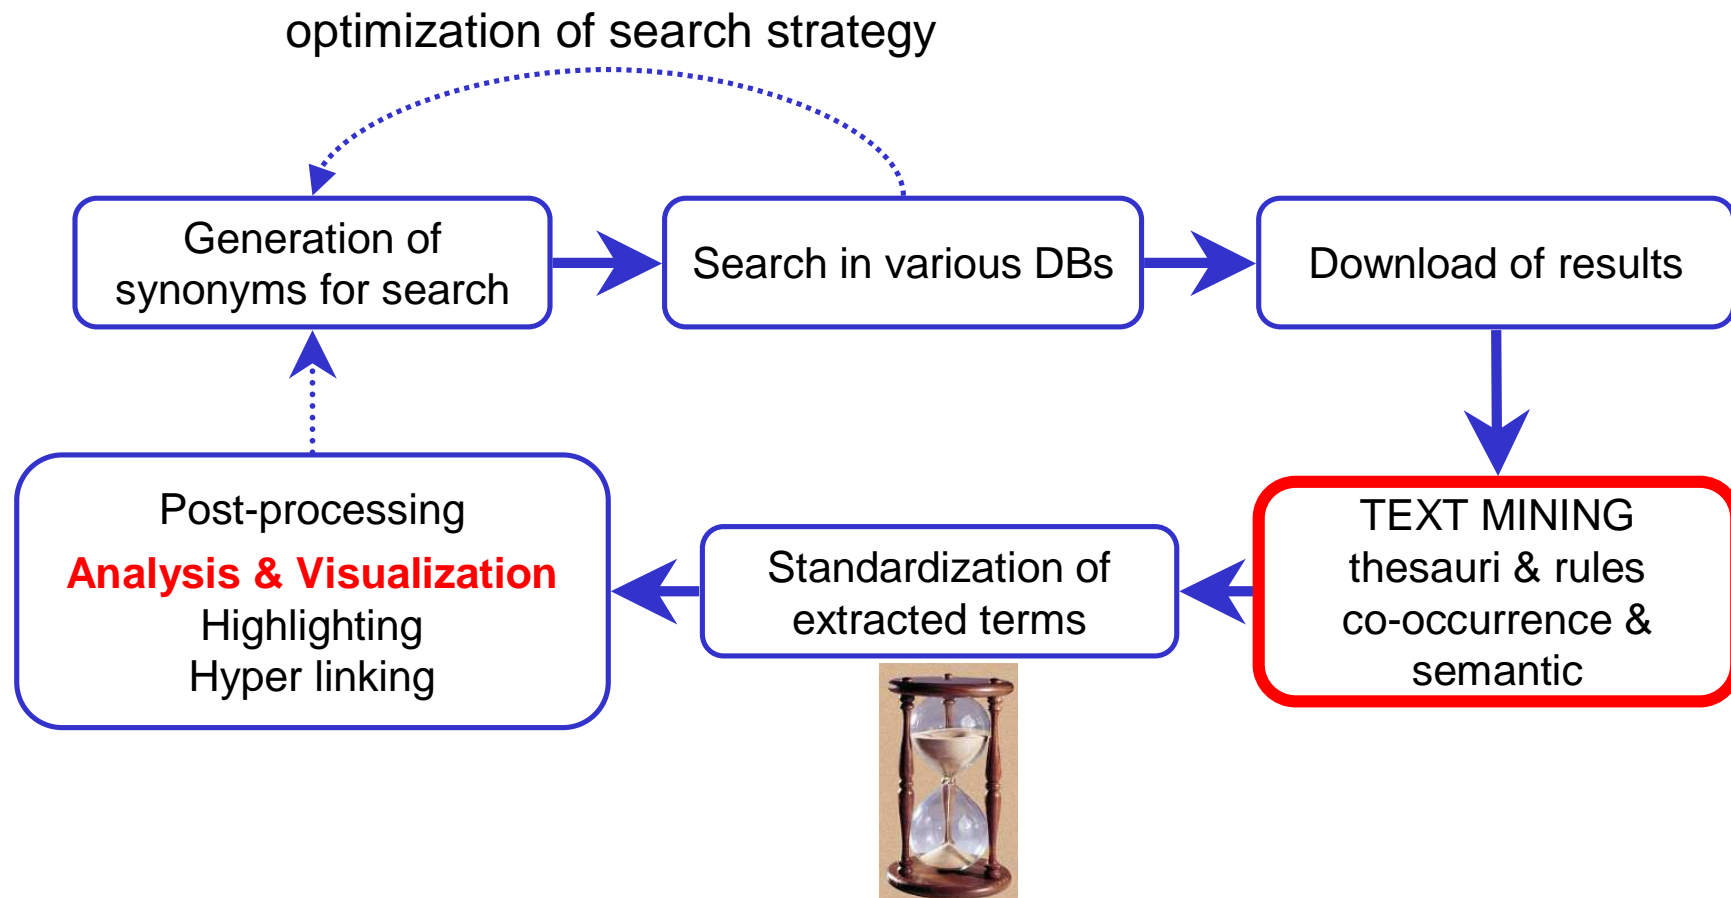 optimization of search strategy
Generation of
synonyms for search
Search in various DBs
Download of results
Post-processing
Analysis & Visualization
Highlighting
Hyper linking
Standardization of
extracted terms
TEXT MINING
thesauri & rules
co-occurrence &
semantic